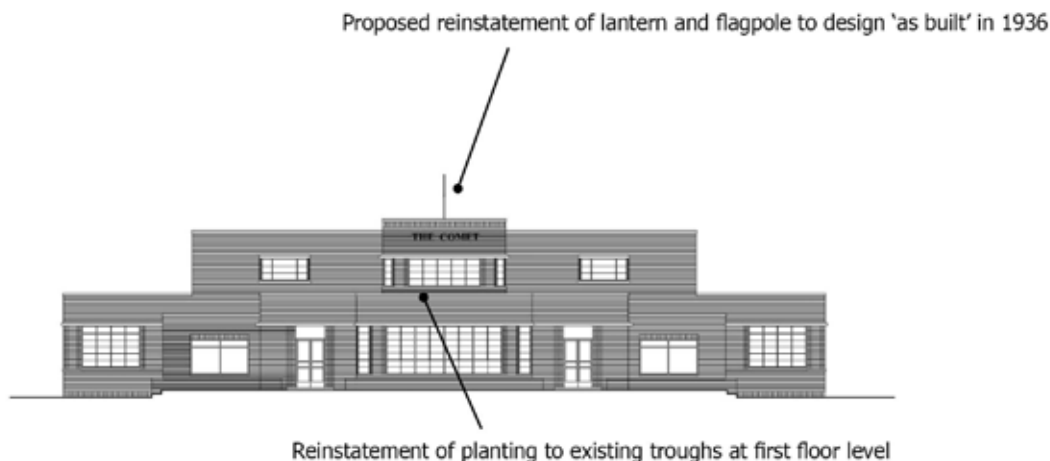 Proposed reinstatement of lantern and flagpole to design ‘as built’ in 1936
THE COMET
Reinstatement of planting to existing troughs at first floor level